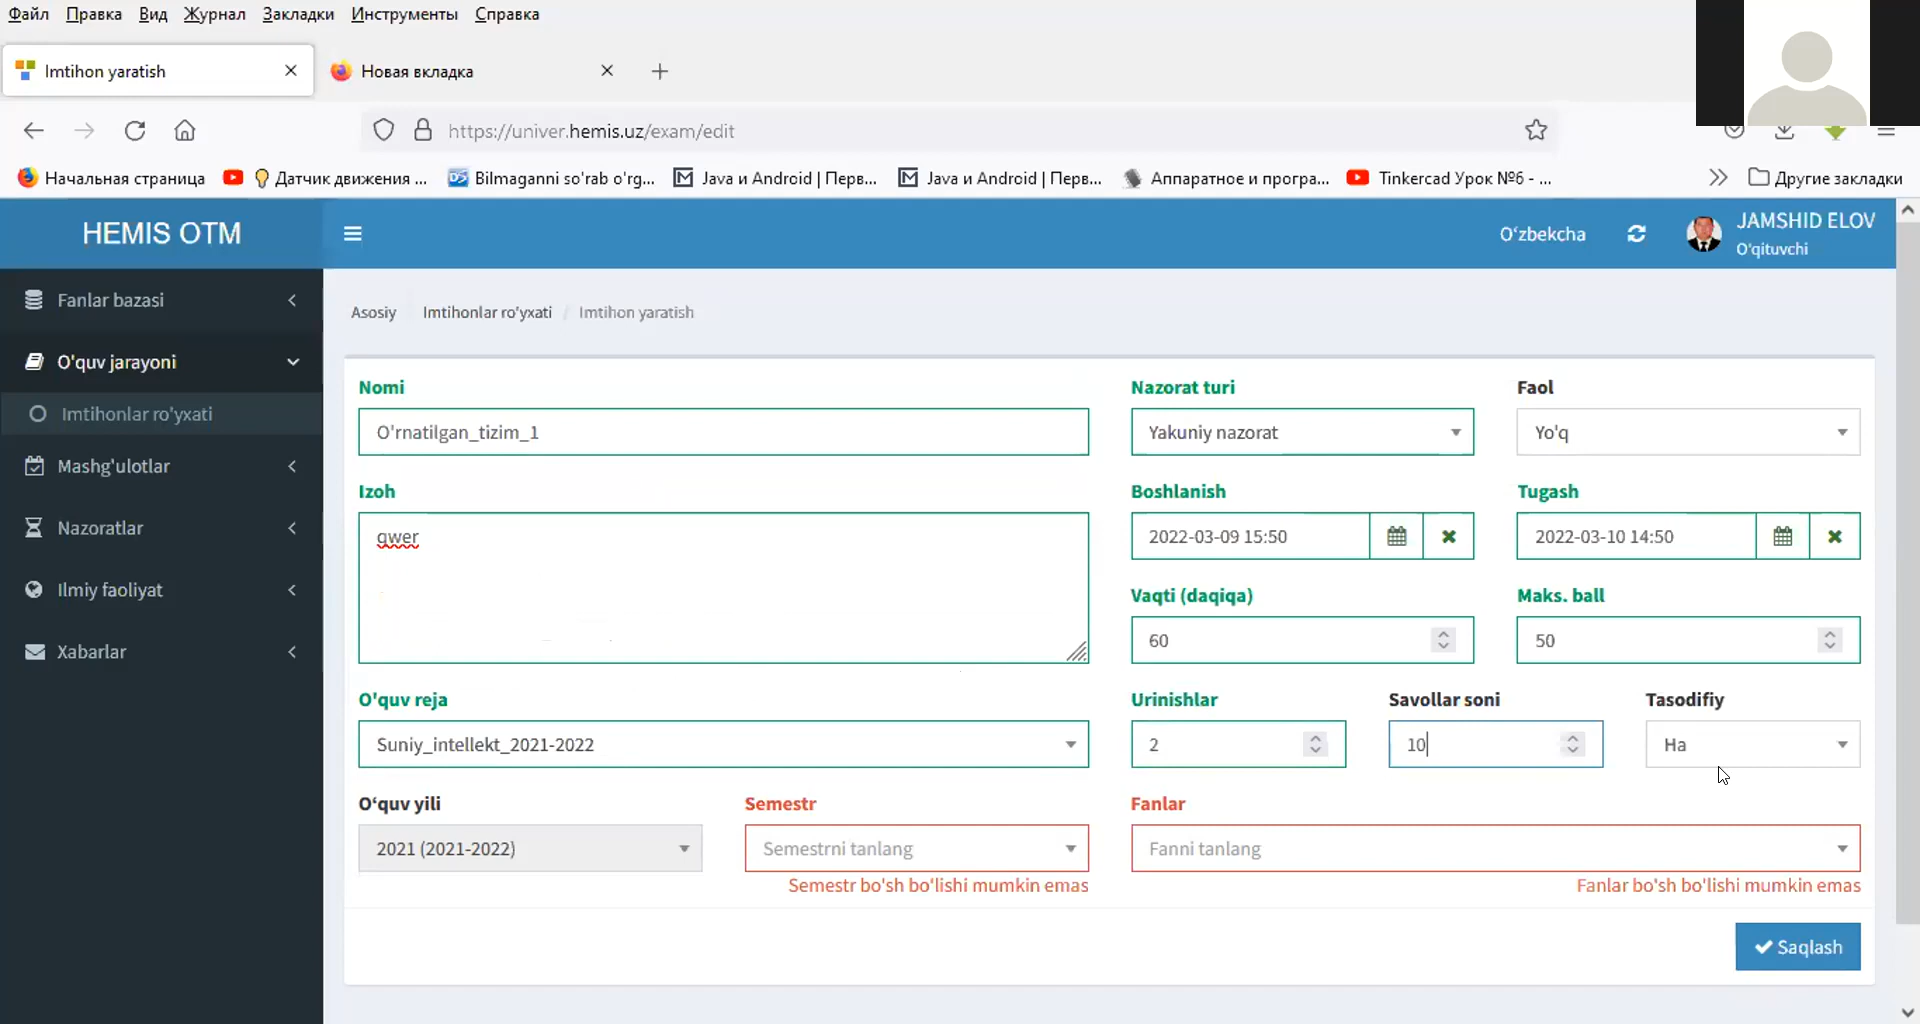 Файл Правка Вид Журнал Закладки Инструменты Справка
Imtihon yaratish Новая вкладка
https://univer.hemis.uz/exam/edit
Начальная страница Датчик движения ... Bilmaganni so'rab o'rg... Java и Android | Перв... Java и Android | Перв... Аппаратное и програ... Tinkercad Урок №6 - ... Другие закладки
HEMIS OTM
O‘zbekcha
JAMSHID ELOV
O'qituvchi
Fanlar bazasi
O'quv jarayoni
Imtihonlar ro'yxati
Mashg'ulotlar
Nazoratlar
Ilmiy faoliyat
Xabarlar
Asosiy Imtihonlar ro'yxati / Imtihon yaratish
Nomi Nazorat turi Faol
O'rnatilgan_tizim_1 Yakuniy nazorat Yo'q
Izoh Boshlanish Tugash
qwer 2022-03-09 15:50 2022-03-10 14:50
Vaqti (daqiqa) Maks. ball
60 50
O'quv reja Urinishlar Savollar soni Tasodifiy
Suniy_intellekt_2021-2022 2 10 Ha
O‘quv yili Semestr Fanlar
2021 (2021-2022) Semestrni tanlang Fanni tanlang
Semestr bo'sh bo'lishi mumkin emas Fanlar bo'sh bo'lishi mumkin emas
Saqlash